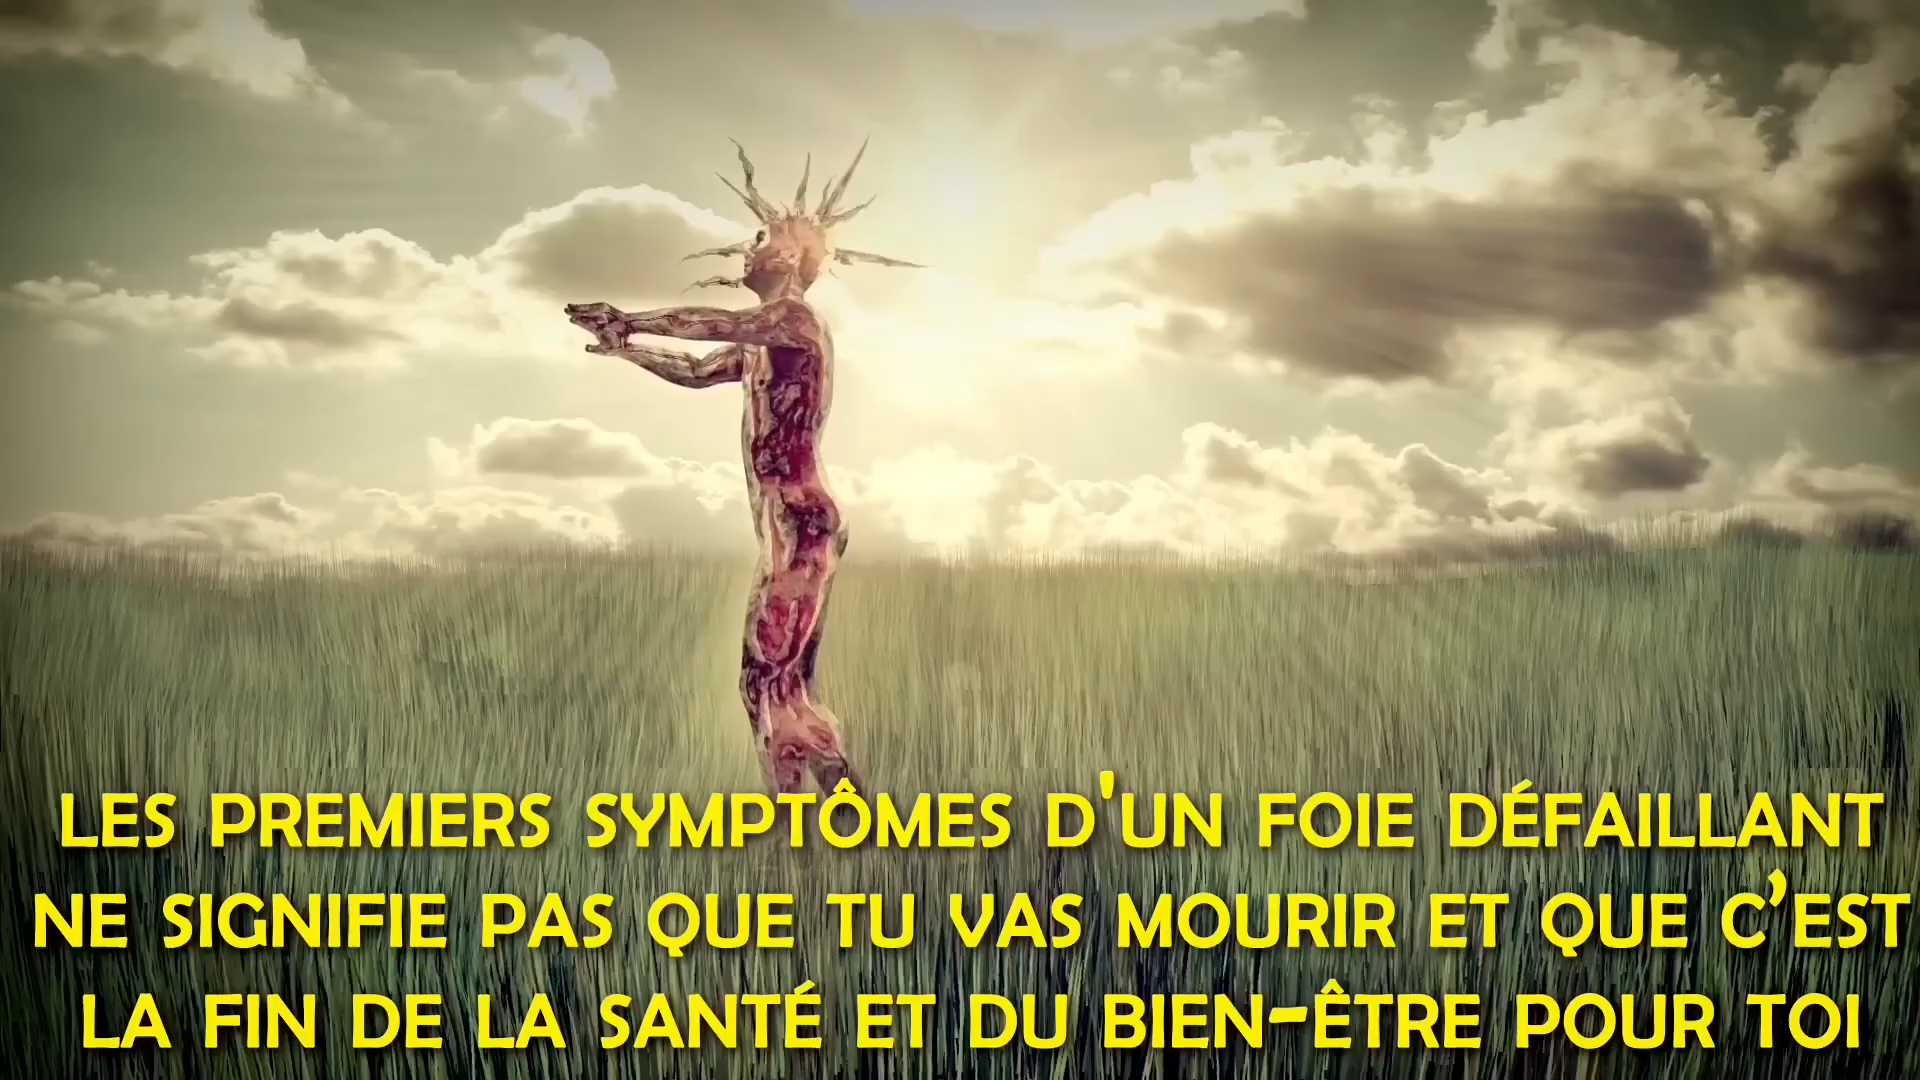 LES PREMIERS SYMPTÔMES D'UN FOIE DÉFAILLANT
NE SIGNIFIE PAS QUE TU VAS MOURIR ET QUE C’EST
LA FIN DE LA SANTÉ ET DU BIEN-ÊTRE POUR TOI